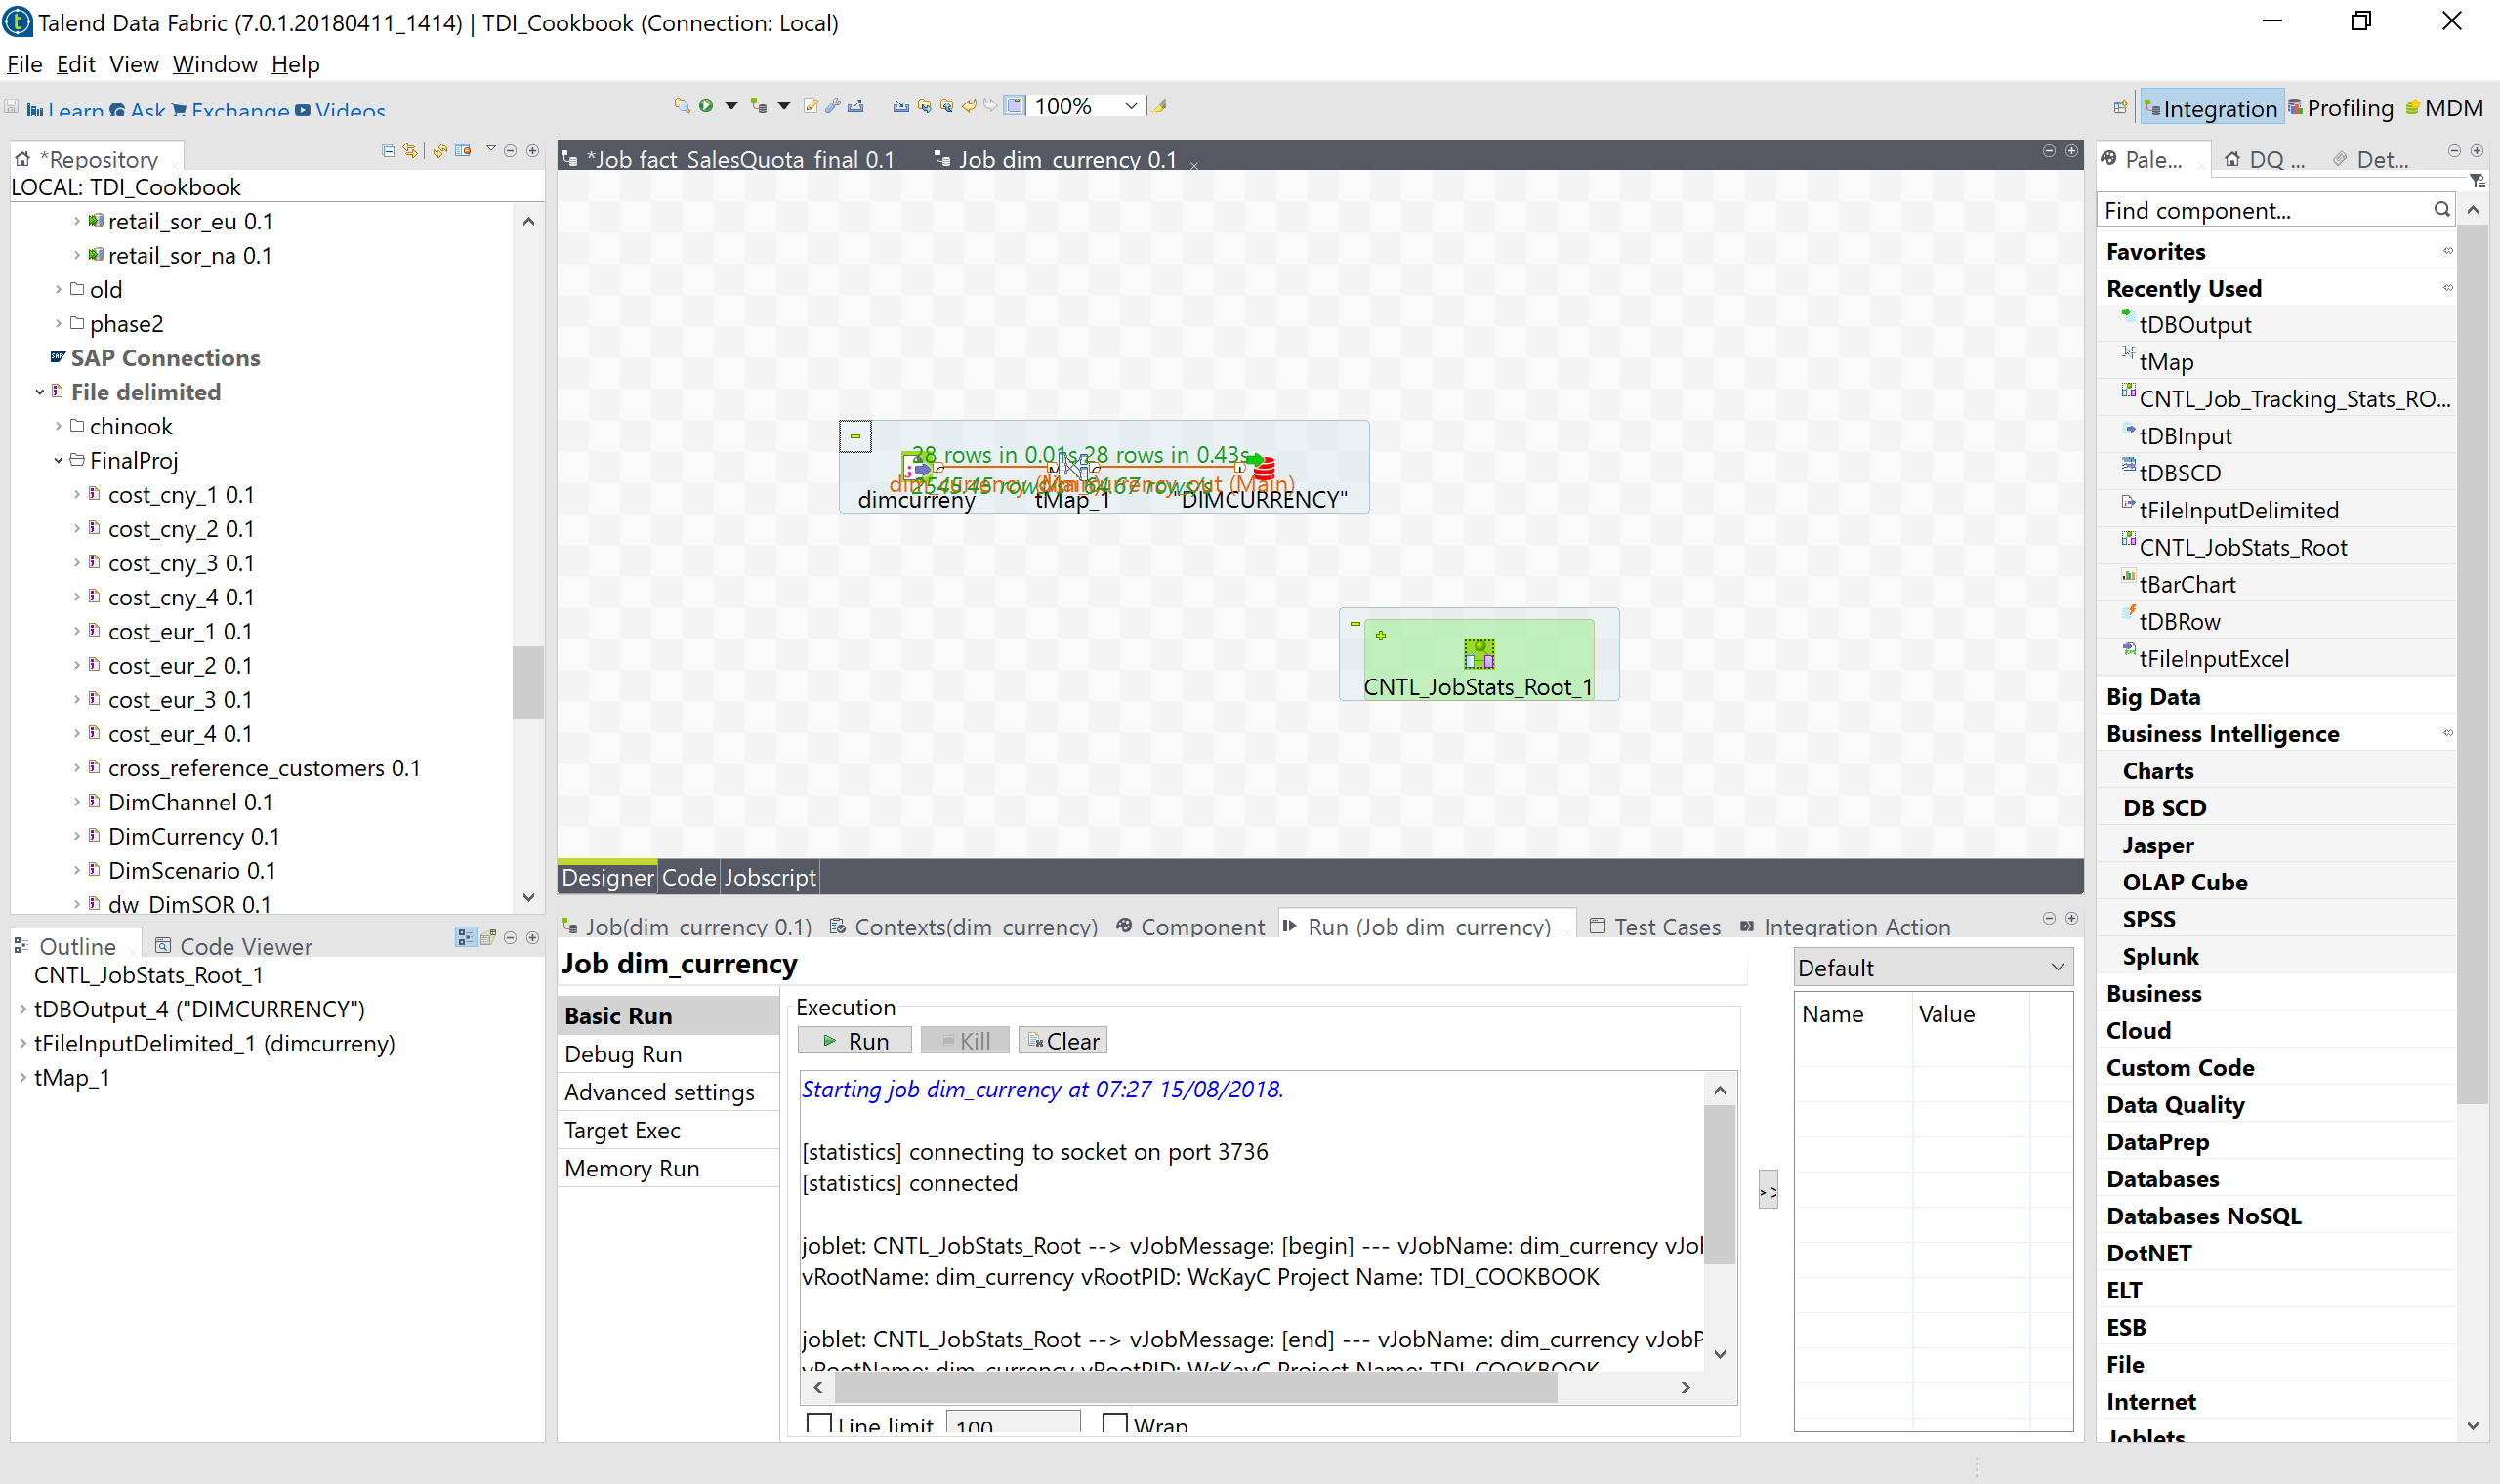 Talend Data Fabric (7.0.1.20180411_1414) | TDI_Cookbook (Connection: Local)
File Edit View Window Help
Learn Ask Exchange Videos
100%
Integration Profiling MDM
*Repository
LOCAL: TDI_Cookbook
retail_sor_eu 0.1
retail_sor_na 0.1
old
phase2
SAP Connections
File delimited
chinook
FinalProj
cost_cny_1 0.1
cost_cny_2 0.1
cost_cny_3 0.1
cost_cny_4 0.1
cost_eur_1 0.1
cost_eur_2 0.1
cost_eur_3 0.1
cost_eur_4 0.1
cross_reference_customers 0.1
DimChannel 0.1
DimCurrency 0.1
DimScenario 0.1
dw_DimSOR 0.1
Outline Code Viewer
CNTL_JobStats_Root_1
tDBOutput_4 ("DIMCURRENCY")
tFileInputDelimited_1 (dimcurreny)
tMap_1
*Job fact_SalesQuota_final 0.1 Job dim_currency 0.1
28 rows in 0.01s 28 rows in 0.43s
dimcurreny tMap_1 "DIMCURRENCY"
CNTL_JobStats_Root_1
Designer Code Jobscript
Job(dim_currency 0.1) Contexts(dim_currency) Component Run (Job dim_currency) Test Cases Integration Action
Job dim_currency
Basic Run
Debug Run
Advanced settings
Target Exec
Memory Run
Execution
Run Kill Clear
Starting job dim_currency at 07:27 15/08/2018.
[statistics] connecting to socket on port 3736
[statistics] connected
joblet: CNTL_JobStats_Root --> vJobMessage: [begin] --- vJobName: dim_currency vJol
vRootName: dim_currency vRootPID: WcKayC Project Name: TDI_COOKBOOK
joblet: CNTL_JobStats_Root --> vJobMessage: [end] --- vJobName: dim_currency vJobP
vRootName: dim_currency vRootPID: WcKayC Project Name: TDI_COOKBOOK
Line limit 100 Wrap
Default
Name Value
Pale... DQ ... Det...
Find component...
Favorites
Recently Used
tDBOutput
tMap
CNTL_Job_Tracking_Stats_RO...
tDBInput
tDBSCD
tFileInputDelimited
CNTL_JobStats_Root
tBarChart
tDBRow
tFileInputExcel
Big Data
Business Intelligence
Charts
DB SCD
Jasper
OLAP Cube
SPSS
Splunk
Business
Cloud
Custom Code
Data Quality
DataPrep
Databases
Databases NoSQL
DotNET
ELT
ESB
File
Internet
Joblets